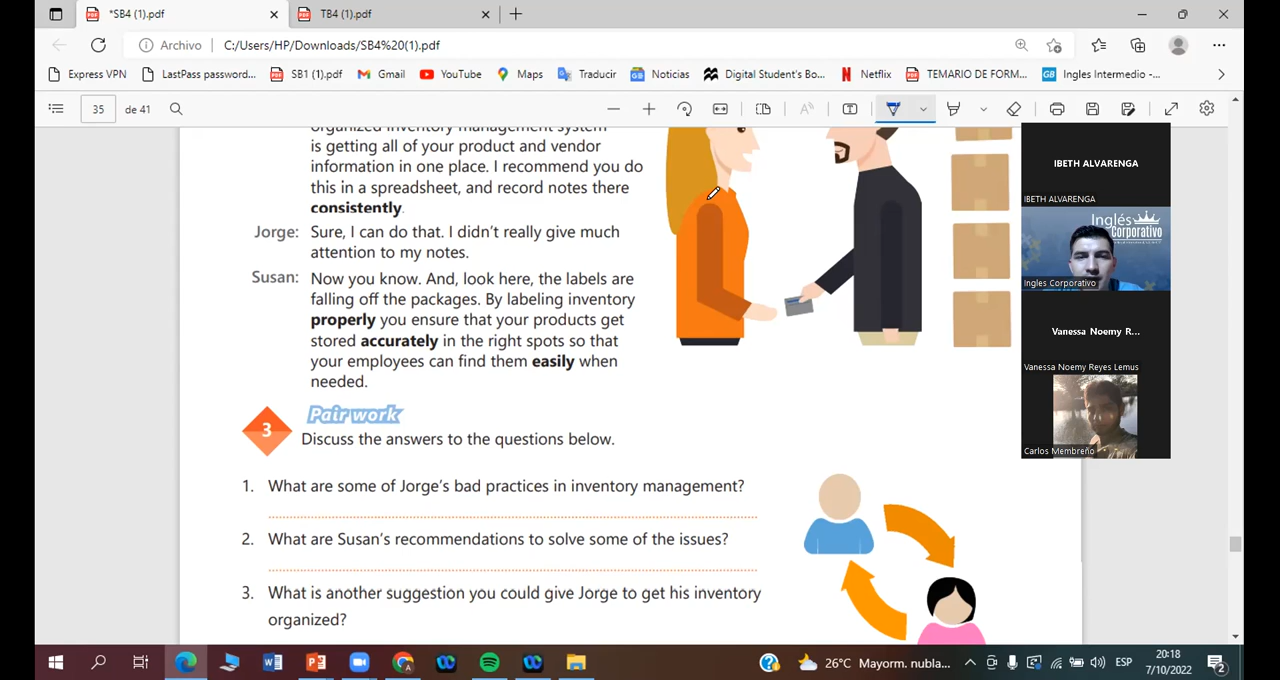 *SB4 (1).pdf
TB4 (1).pdf
Archivo
C:/Users/HP/Downloads/SB4%20(1).pdf
Express VPN
LastPass password...
SB1 (1).pdf
Gmail
YouTube
Maps
Traducir
Noticias
Digital Student's Bo...
Netflix
TEMARIO DE FORM...
Ingles Intermedio -...
35
de 41
organized inventory management system
is getting all of your product and vendor
information in one place. I recommend you do
this in a spreadsheet, and record notes there
consistently.
Jorge: Sure, I can do that. I didn't really give much
attention to my notes.
Susan: Now you know. And, look here, the labels are
falling off the packages. By labeling inventory
properly you ensure that your products get
stored accurately in the right spots so that
your employees can find them easily when
needed.
3
Pair work
Discuss the answers to the questions below.
1. What are some of Jorge's bad practices in inventory management?
2. What are Susan's recommendations to solve some of the issues?
3. What is another suggestion you could give Jorge to get his inventory
organized?
IBETH ALVARENGA
IBETH ALVARENGA
Inglés
Corporativo
Ingles Corporativo
Vanessa Noemy R...
Vanessa Noemy Reyes Lemus
Carlos Membreño
26°C Mayorm. nubla...
ESP
20:18
7/10/2022
2